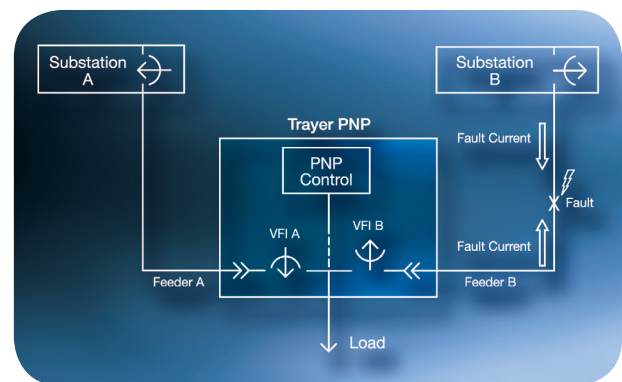 Substation
A
Substation
B
Trayer PNP
Fault Current
PNP
Control
Fault
VFI A
VFI B
Fault Current
Feeder A
Feeder B
Load